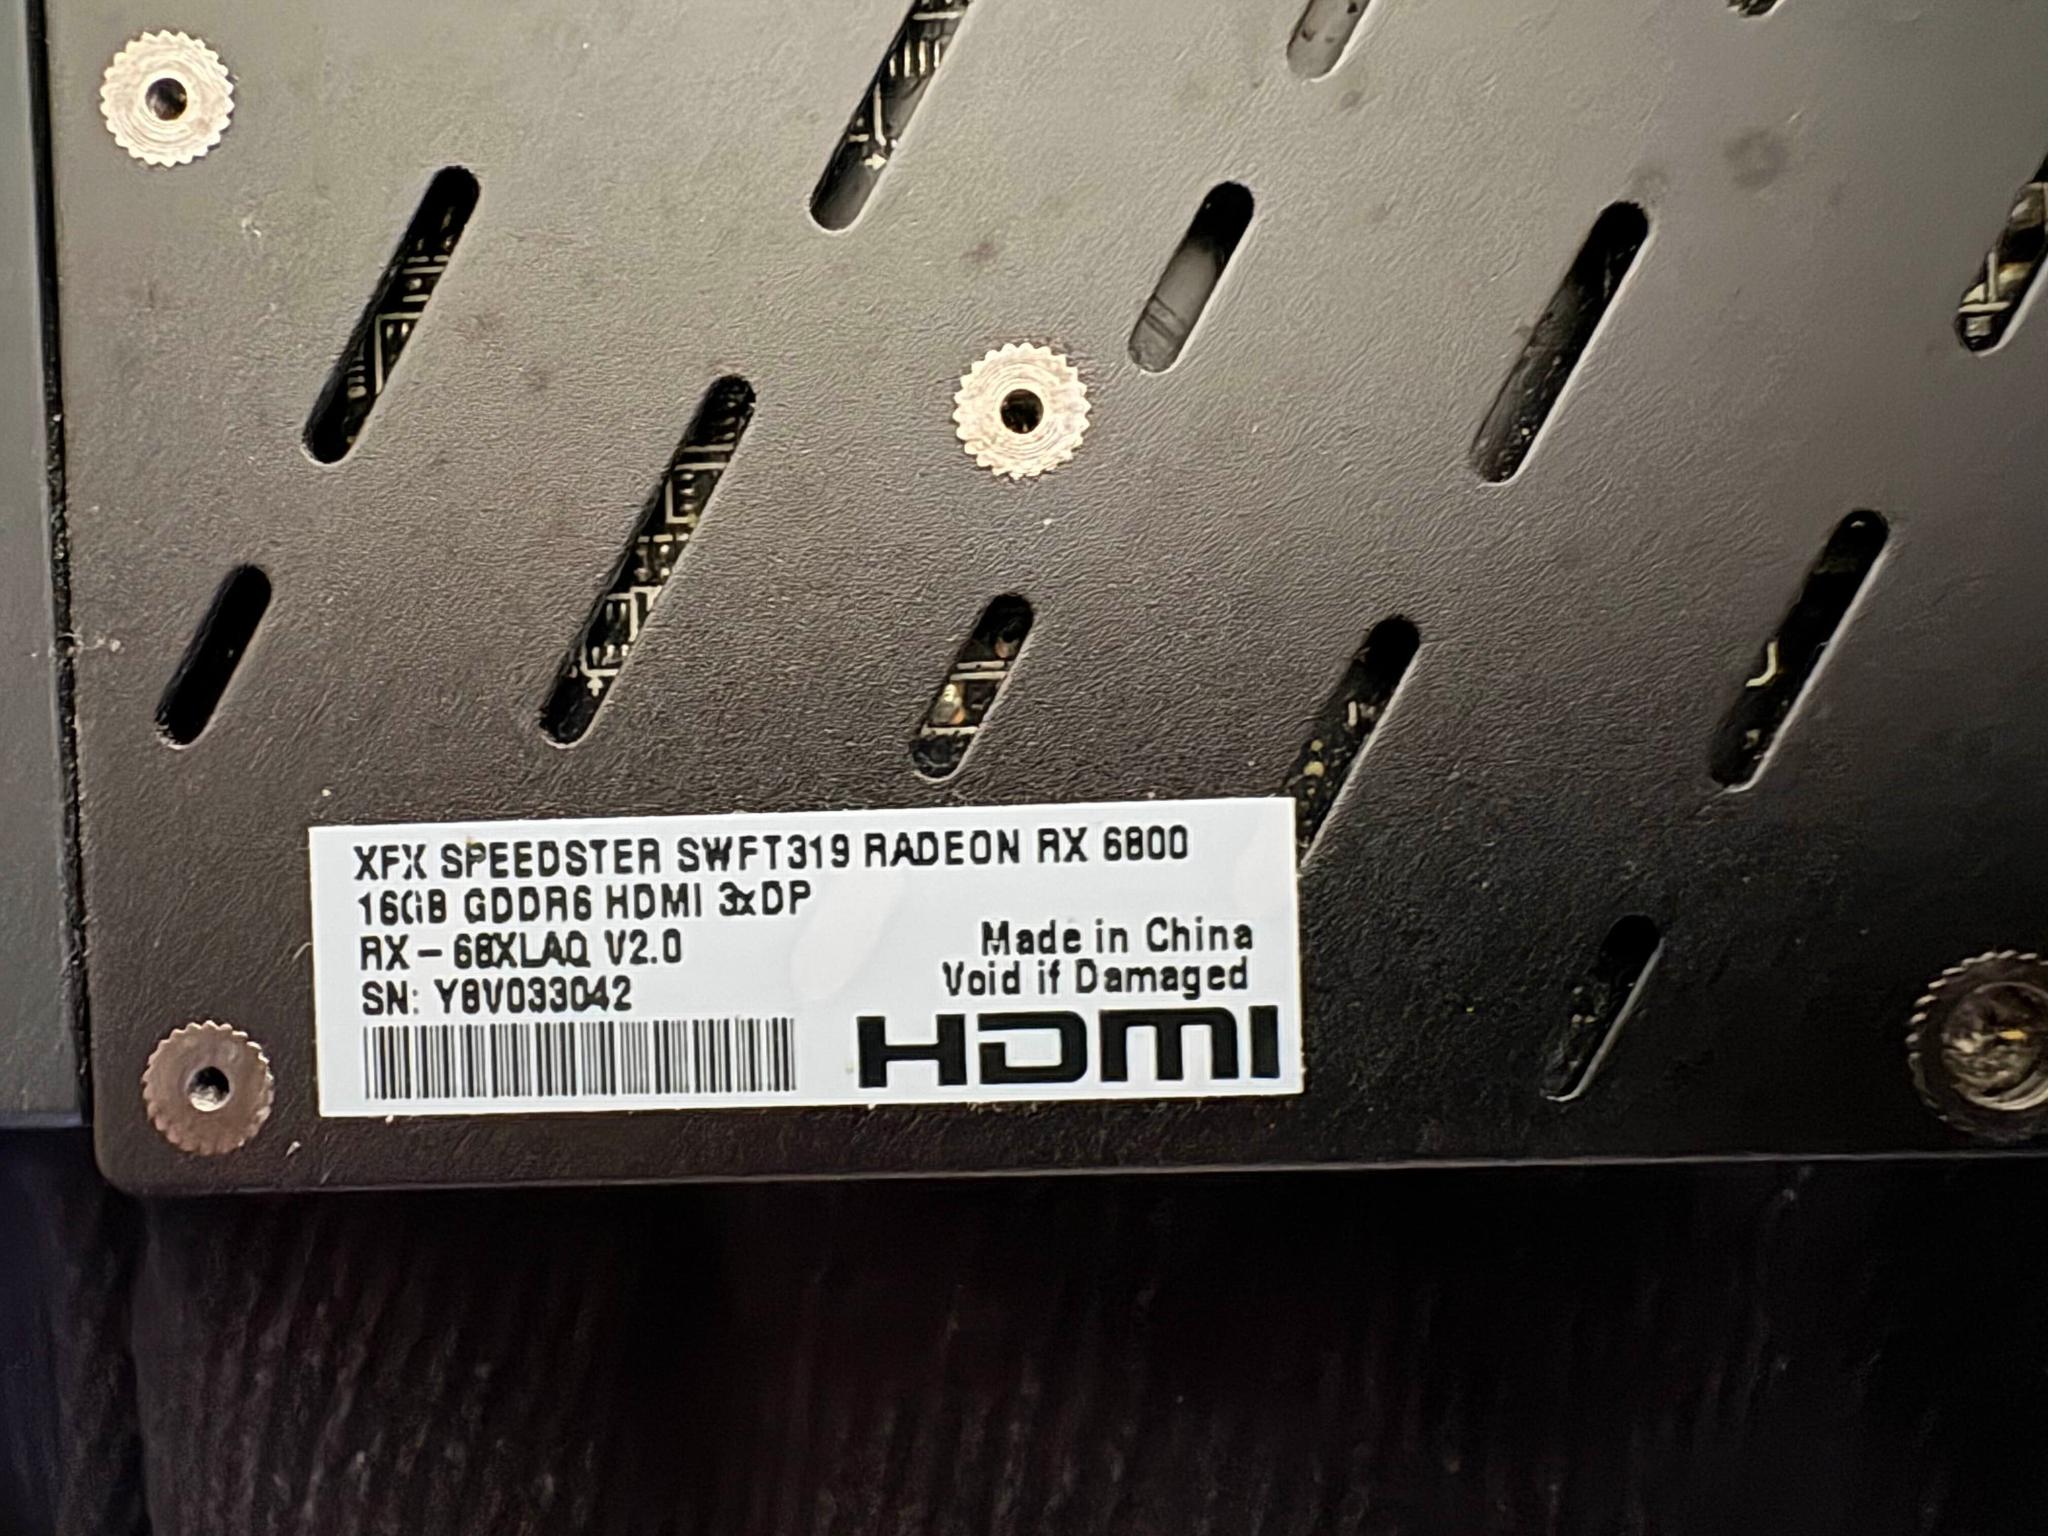 XFX SPEEDSTER SWFT319 RADEON RX 6800
16GB GDDR6 HDMI 3xDP
RX-68XLAQ V2.0
SN: Y8V033042
Made in China
Void if Damaged
HDMI